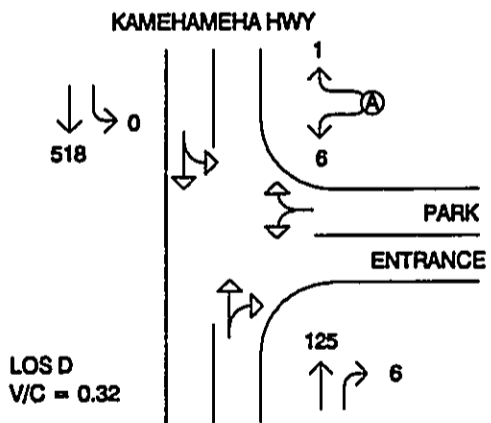 KAMEHAMEHA HWY
1
A
0
518
6
PARK
ENTRANCE
125
6
LOS D
V/C = 0.32